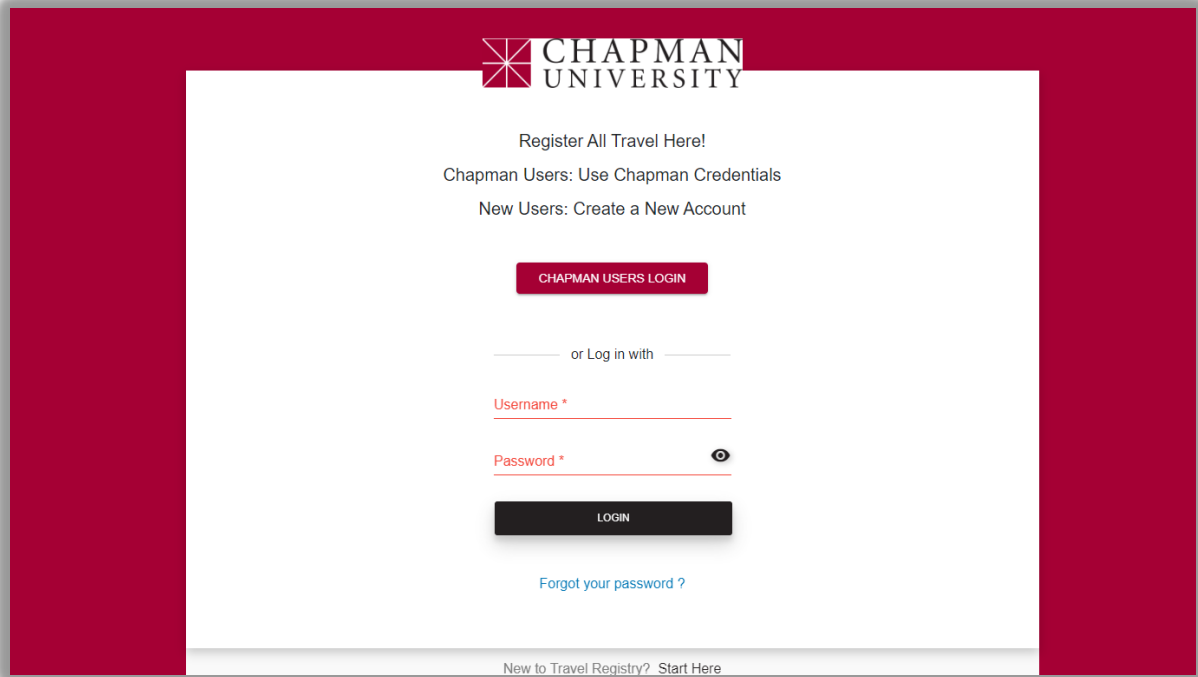 CHAPMAN
UNIVERSITY
Register All Travel Here!
Chapman Users: Use Chapman Credentials
New Users: Create a New Account
CHAPMAN USERS LOGIN
or Log in with
Username *
Password *
LOGIN
Forgot your password ?
New to Travel Registry? Start Here